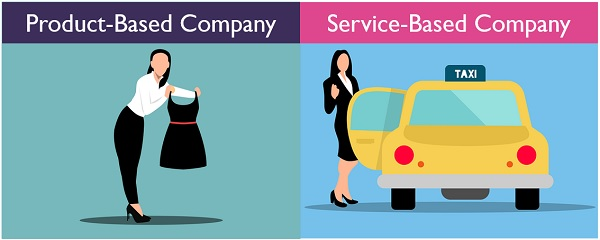 Product-Based Company
Service-Based Company
TAXI